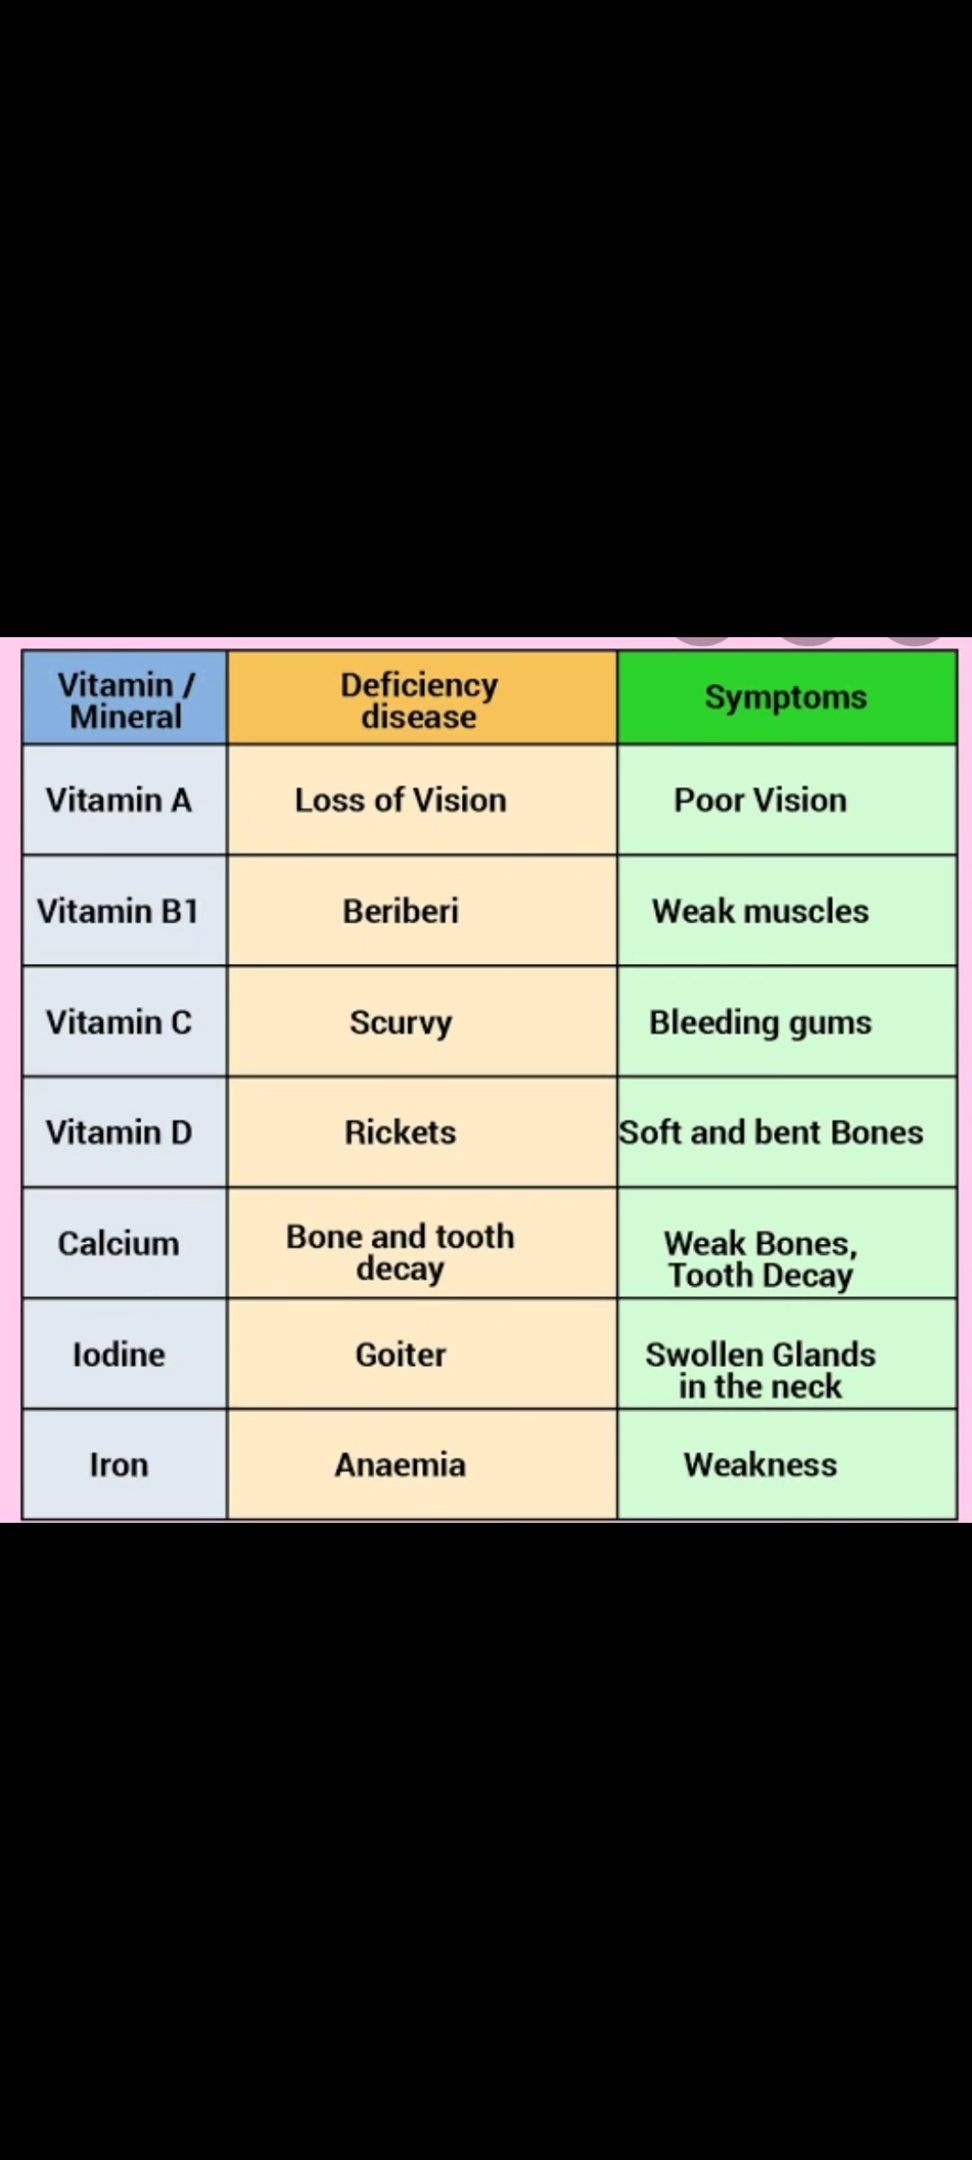 Vitamin /
Mineral
Deficiency
disease
Symptoms
Vitamin A
Loss of Vision
Poor Vision
Vitamin B1
Beriberi
Weak muscles
Vitamin C
Scurvy
Bleeding gums
Vitamin D
Rickets
Soft and bent Bones
Calcium
Bone and tooth
decay
Weak Bones,
Tooth Decay
Iodine
Goiter
Swollen Glands
in the neck
Iron
Anaemia
Weakness